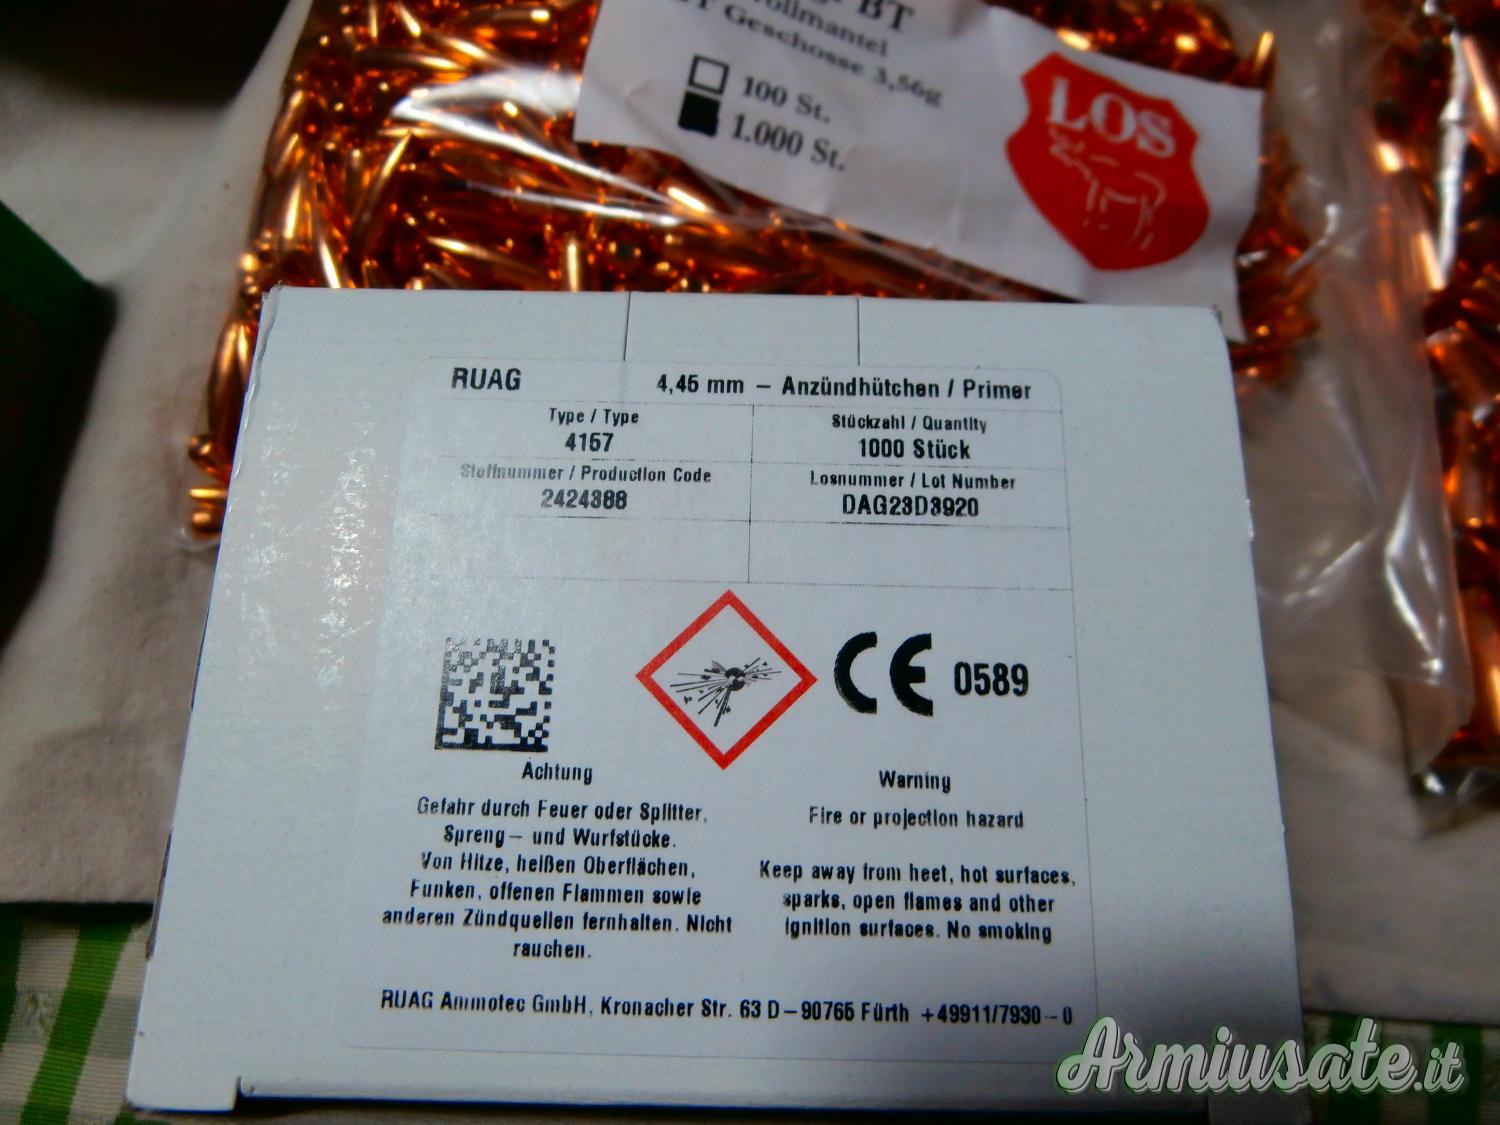 BT
Vollmantel
Geschosse 3,56g
100 St.
1.000 St.
LOS
RUAG
4,45 mm – Anzündhütchen / Primer
Type / Type
4157
Stückzahl / Quantity
1000 Stück
Stoffnummer / Production Code
2424388
Losnummer / Lot Number
DAG23D3920
CE 0589
Achtung
Gefahr durch Feuer oder Splitter,
Spreng– und Wurfstücke.
Von Hitze, heißen Oberflächen,
Funken, offenen Flammen sowie
anderen Zündquellen fernhalten. Nicht
rauchen.
Warning
Fire or projection hazard
Keep away from heet, hot surfaces,
sparks, open flames and other
ignition surfaces. No smoking
RUAG Ammotec GmbH, Kronacher Str. 63 D–90765 Fürth +49911/7930–0
Armiusate.it